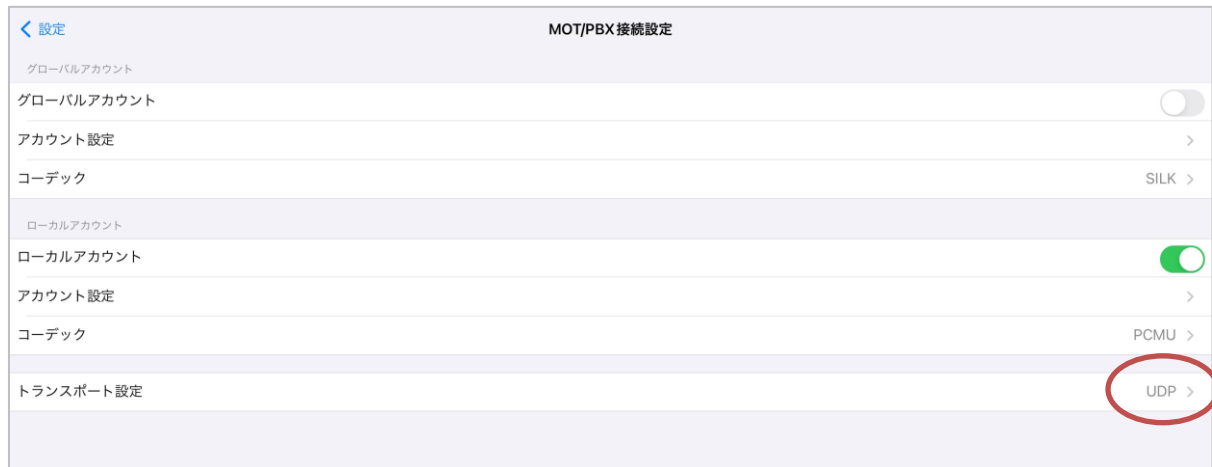 設定
MOT/PBX接続設定
グローバルアカウント
グローバルアカウント
アカウント設定
コーデック SILK
ローカルアカウント
ローカルアカウント
アカウント設定
コーデック PCMU
トランスポート設定 UDP